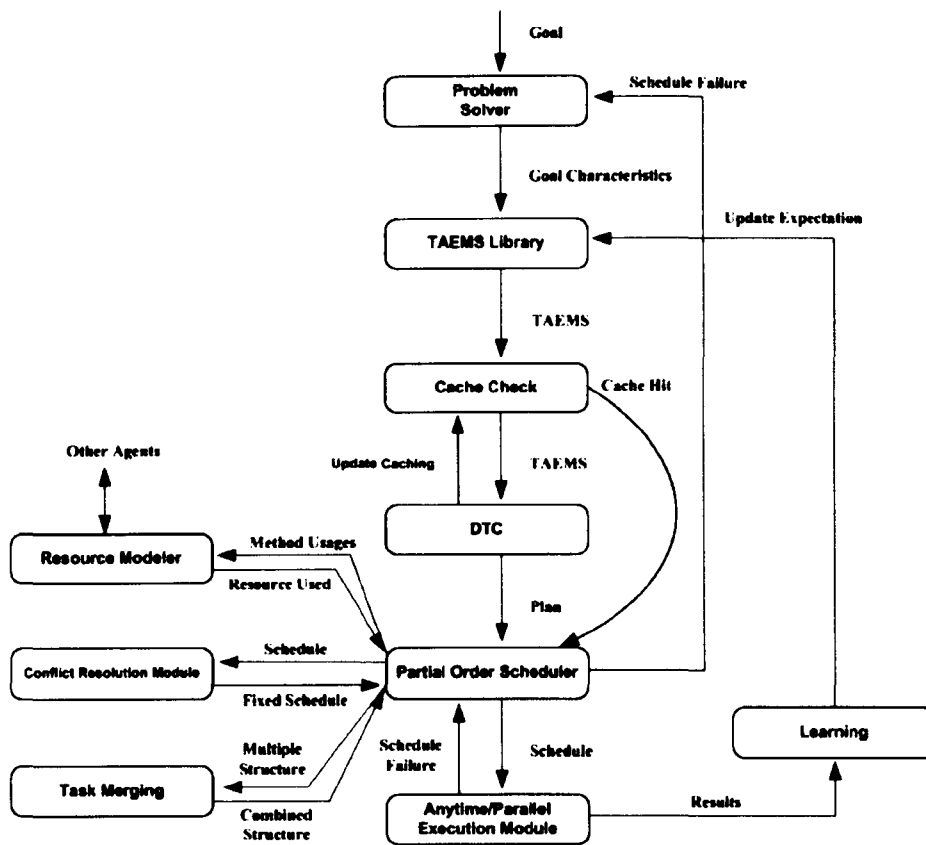 Goal
Problem
Solver
Schedule Failure
Goal Characteristics
TAEMS Library
Update Expectation
TAEMS
Cache Check
Cache Hit
Other Agents
Update Caching
TAEMS
DTC
Resource Modeler
Method Usages
Resource Used
Plan
Schedule
Conflict Resolution Module
Partial Order Scheduler
Fixed Schedule
Learning
Multiple
Structure
Schedule
Failure
Schedule
Task Merging
Combined
Structure
Anytime/Parallel
Execution Module
Results